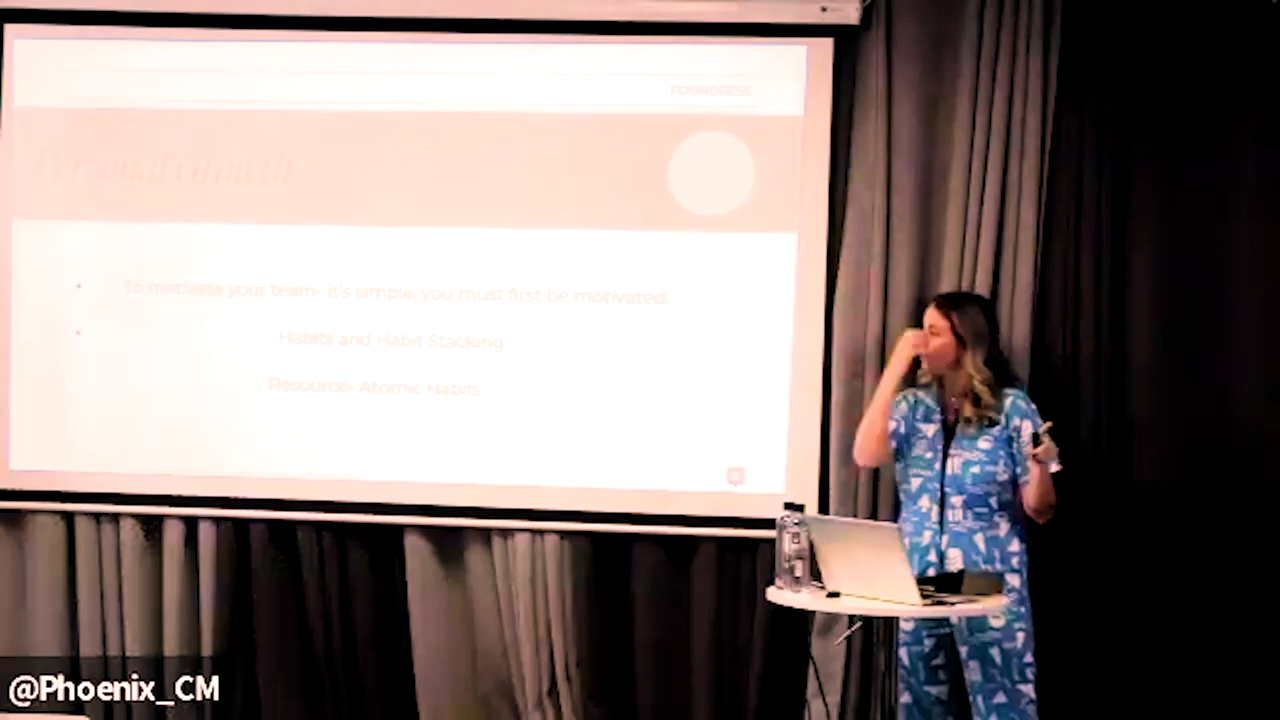 FOUNDRESS
Personal Growth
To motivate your team- it's simple, you must first be motivated.
Habits and Habit Stacking
Resource- Atomic Habits
@Phoenix_CM